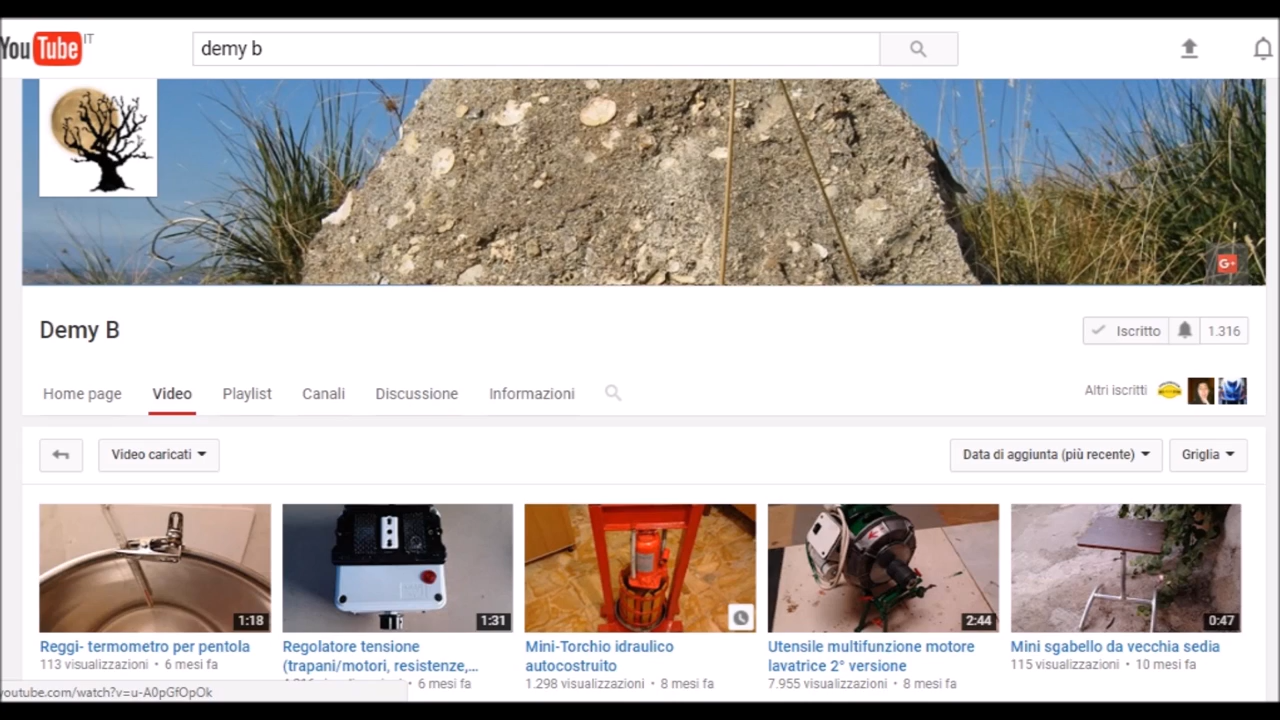 YouTube IT
demy b
G+
Demy B
Iscritto
1.316
Home page Video Playlist Canali Discussione Informazioni
Altri iscritti
Video caricati
Data di aggiunta (più recente)
Griglia
1:18
1:31
2:44
0:47
Reggi- termometro per pentola
113 visualizzazioni • 6 mesi fa
Regolatore tensione
(trapani/motori, resistenze,...
6 mesi fa
Mini-Torchio idraulico
autocostruito
1.298 visualizzazioni • 8 mesi fa
Utensile multifunzione motore
lavatrice 2° versione
7.955 visualizzazioni • 8 mesi fa
Mini sgabello da vecchia sedia
115 visualizzazioni • 10 mesi fa
youtube.com/watch?v=u-A0pGfOpOk